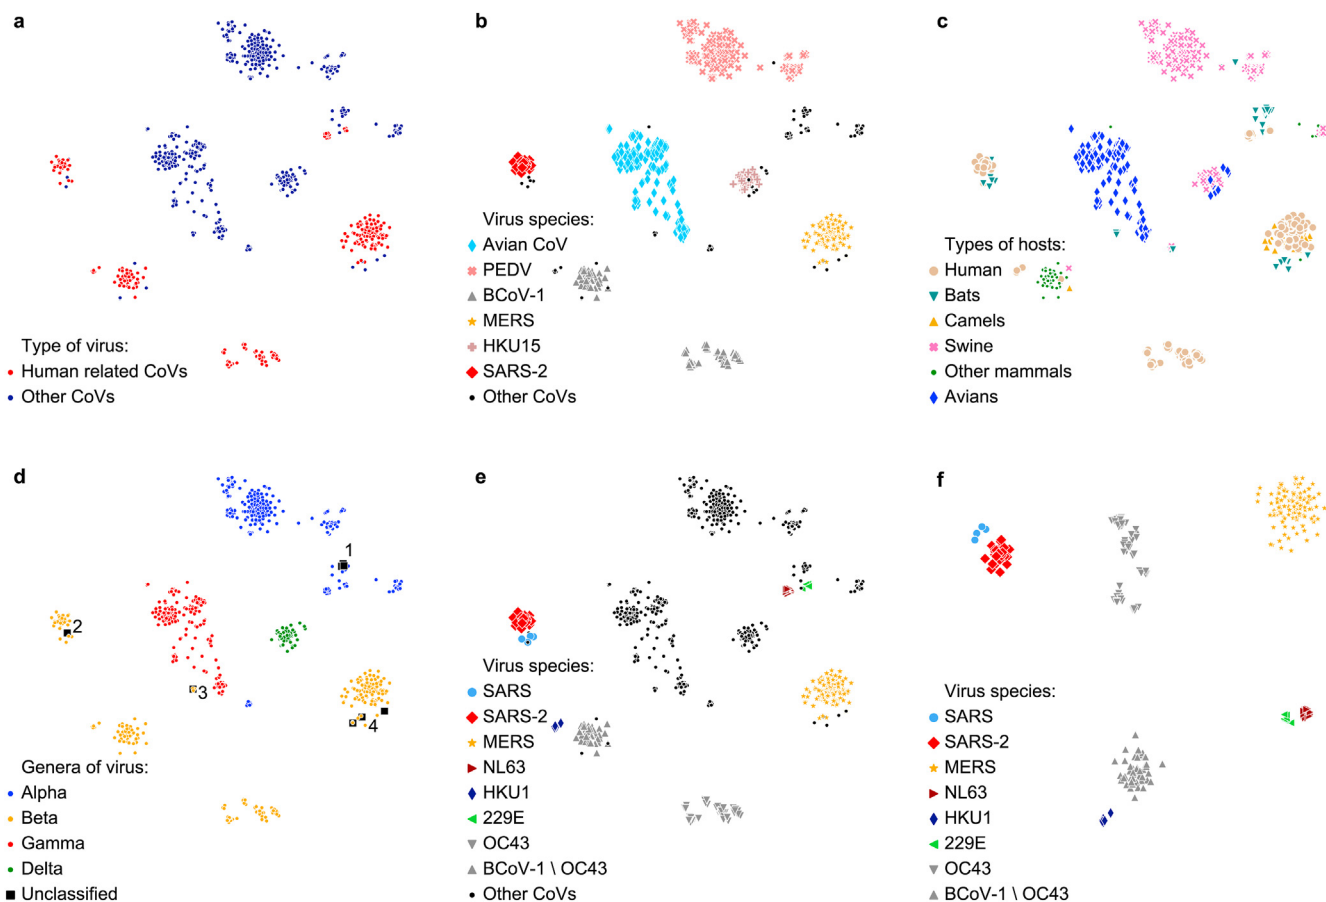 a
Type of virus:
Human related CoVs
Other CoVs
b
Virus species:
Avian CoV
PEDV
BCoV-1
MERS
HKU15
SARS-2
Other CoVs
c
Types of hosts:
Human
Bats
Camels
Swine
Other mammals
Avians
d
1
2
3
4
Genera of virus:
Alpha
Beta
Gamma
Delta
Unclassified
e
Virus species:
SARS
SARS-2
MERS
NL63
HKU1
229E
OC43
BCoV-1 \ OC43
Other CoVs
f
Virus species:
SARS
SARS-2
MERS
NL63
HKU1
229E
OC43
BCoV-1 \ OC43